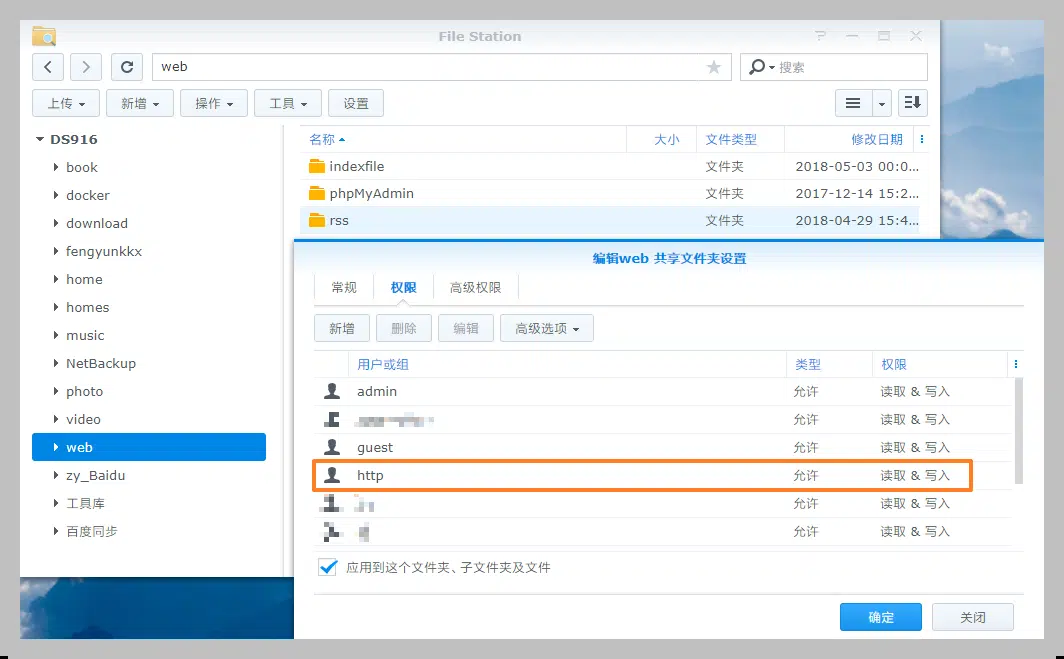 File Station
web
搜索
上传 新增 操作 工具 设置
DS916
book
docker
download
fengyunkkx
home
homes
music
NetBackup
photo
video
web
zy_Baidu
工具库
百度同步
名称 大小 文件类型 修改日期
indexfile 文件夹 2018-05-03 00:0...
phpMyAdmin 文件夹 2017-12-14 15:2...
rss 文件夹 2018-04-29 15:4...
编辑web 共享文件夹设置
常规 权限 高级权限
新增 删除 编辑 高级选项
用户或组 类型 权限
admin 允许 读取 & 写入
允许 读取 & 写入
guest 允许 读取 & 写入
http 允许 读取 & 写入
允许 读取 & 写入
允许 读取 & 写入
应用到这个文件夹、子文件夹及文件
确定 关闭